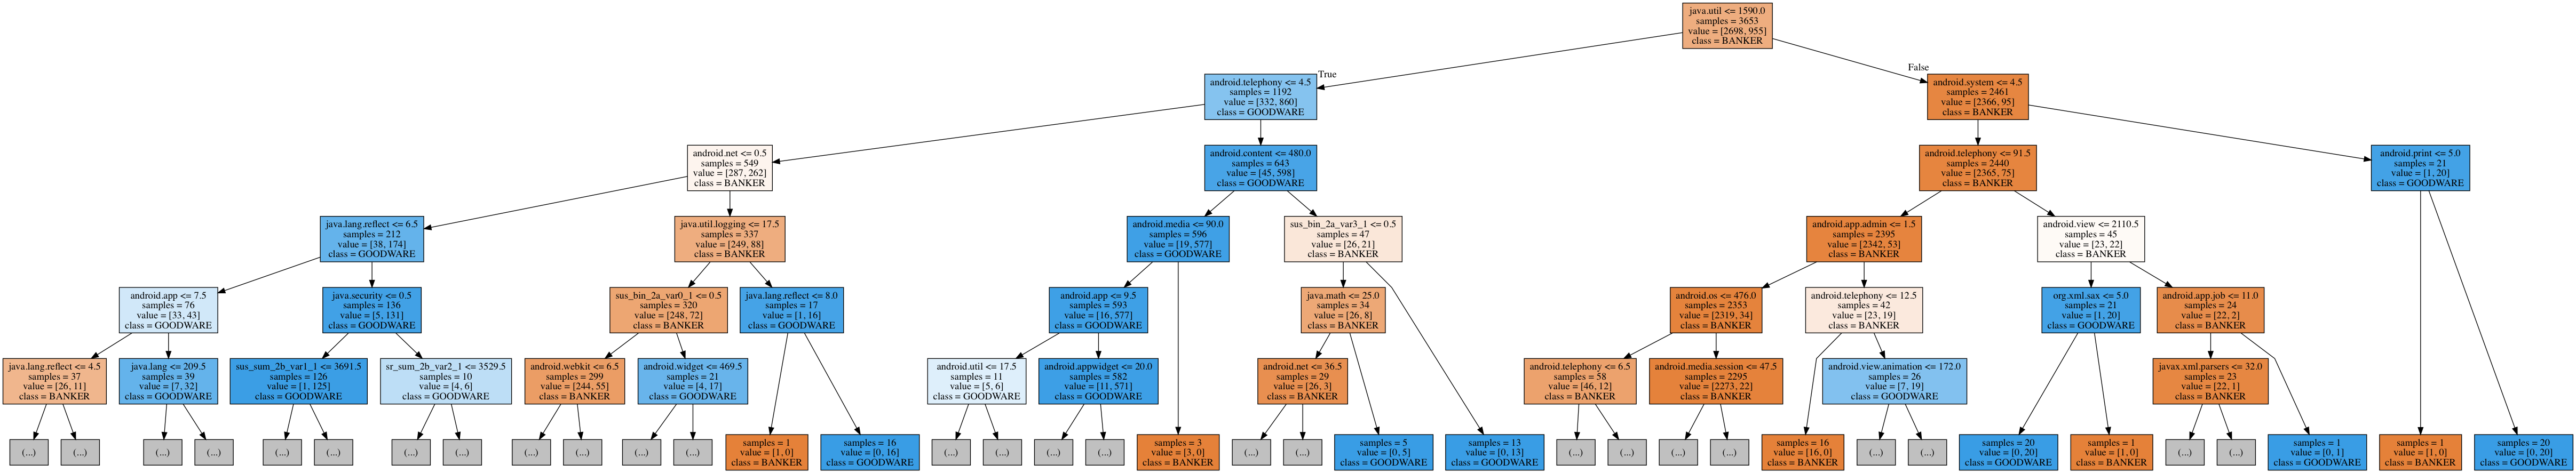 java.util <= 1590.0
samples = 3653
value = [2698, 955]
class = BANKER
True
False
android.telephony <= 4.5
samples = 1192
value = [332, 860]
class = GOODWARE
android.system <= 4.5
samples = 2461
value = [2366, 95]
class = BANKER
android.net <= 0.5
samples = 549
value = [287, 262]
class = BANKER
android.content <= 480.0
samples = 643
value = [45, 598]
class = GOODWARE
android.telephony <= 91.5
samples = 2440
value = [2365, 75]
class = BANKER
android.print <= 5.0
samples = 21
value = [1, 20]
class = GOODWARE
java.lang.reflect <= 6.5
samples = 212
value = [38, 174]
class = GOODWARE
java.util.logging <= 17.5
samples = 337
value = [249, 88]
class = BANKER
android.media <= 90.0
samples = 596
value = [19, 577]
class = GOODWARE
sus_bin_2a_var3_1 <= 0.5
samples = 47
value = [26, 21]
class = BANKER
android.app.admin <= 1.5
samples = 2395
value = [2342, 53]
class = BANKER
android.view <= 2110.5
samples = 45
value = [23, 22]
class = BANKER
android.app <= 7.5
samples = 76
value = [33, 43]
class = GOODWARE
java.security <= 0.5
samples = 136
value = [5, 131]
class = GOODWARE
sus_bin_2a_var0_1 <= 0.5
samples = 320
value = [248, 72]
class = BANKER
java.lang.reflect <= 8.0
samples = 17
value = [1, 16]
class = GOODWARE
android.app <= 9.5
samples = 593
value = [16, 577]
class = GOODWARE
java.math <= 25.0
samples = 34
value = [26, 8]
class = BANKER
android.os <= 476.0
samples = 2353
value = [2319, 34]
class = BANKER
android.telephony <= 12.5
samples = 42
value = [23, 19]
class = BANKER
org.xml.sax <= 5.0
samples = 21
value = [1, 20]
class = GOODWARE
android.app.job <= 11.0
samples = 24
value = [22, 2]
class = BANKER
java.lang.reflect <= 4.5
samples = 37
value = [26, 11]
class = BANKER
java.lang <= 209.5
samples = 39
value = [7, 32]
class = GOODWARE
sus_sum_2b_var1_1 <= 3691.5
samples = 126
value = [1, 125]
class = GOODWARE
sr_sum_2b_var2_1 <= 3529.5
samples = 10
value = [4, 6]
class = GOODWARE
android.webkit <= 6.5
samples = 299
value = [244, 55]
class = BANKER
android.widget <= 469.5
samples = 21
value = [4, 17]
class = GOODWARE
android.util <= 17.5
samples = 11
value = [5, 6]
class = GOODWARE
android.appwidget <= 20.0
samples = 582
value = [11, 571]
class = GOODWARE
android.net <= 36.5
samples = 29
value = [26, 3]
class = BANKER
android.telephony <= 6.5
samples = 58
value = [46, 12]
class = BANKER
android.media.session <= 47.5
samples = 2295
value = [2273, 22]
class = BANKER
android.view.animation <= 172.0
samples = 26
value = [7, 19]
class = GOODWARE
javax.xml.parsers <= 32.0
samples = 23
value = [22, 1]
class = BANKER
(...)
(...)
(...)
(...)
(...)
(...)
(...)
(...)
(...)
(...)
(...)
(...)
samples = 1
value = [1, 0]
class = BANKER
samples = 16
value = [0, 16]
class = GOODWARE
(...)
(...)
(...)
(...)
samples = 3
value = [3, 0]
class = BANKER
(...)
(...)
samples = 5
value = [0, 5]
class = GOODWARE
samples = 13
value = [0, 13]
class = GOODWARE
(...)
(...)
(...)
(...)
samples = 16
value = [16, 0]
class = BANKER
(...)
(...)
samples = 20
value = [0, 20]
class = GOODWARE
samples = 1
value = [1, 0]
class = BANKER
(...)
(...)
samples = 1
value = [0, 1]
class = GOODWARE
samples = 1
value = [1, 0]
class = BANKER
samples = 20
value = [0, 20]
class = GOODWARE